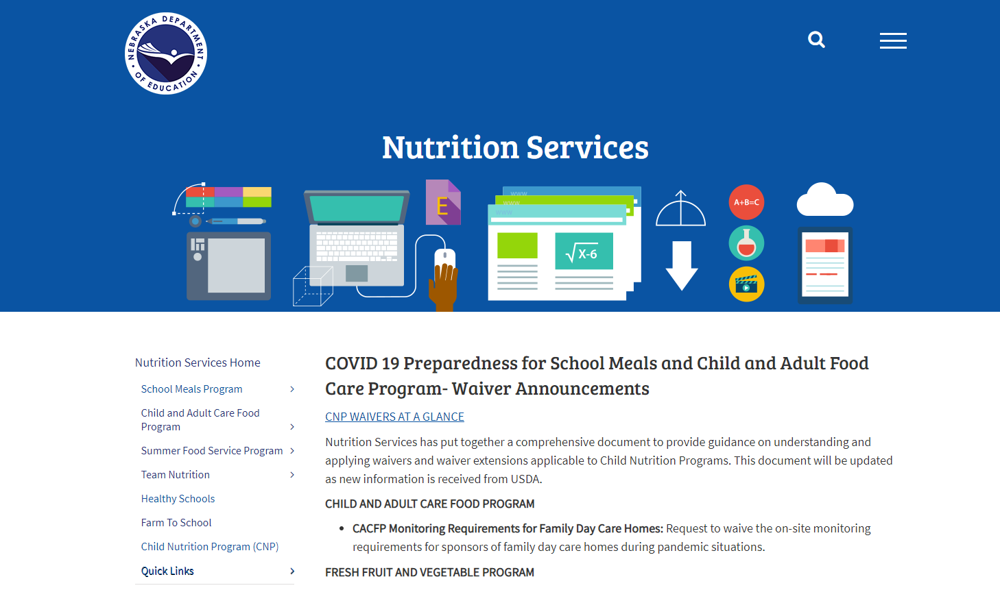 NEBRASKA DEPARTMENT
OF EDUCATION
Nutrition Services
E
WWW
WWW
WWW
√X-6
A+B=C
Nutrition Services Home
School Meals Program
Child and Adult Care Food
Program
Summer Food Service Program
Team Nutrition
Healthy Schools
Farm To School
Child Nutrition Program (CNP)
Quick Links
COVID 19 Preparedness for School Meals and Child and Adult Food
Care Program- Waiver Announcements
CNP WAIVERS AT A GLANCE
Nutrition Services has put together a comprehensive document to provide guidance on understanding and
applying waivers and waiver extensions applicable to Child Nutrition Programs. This document will be updated
as new information is received from USDA.
CHILD AND ADULT CARE FOOD PROGRAM
• CACFP Monitoring Requirements for Family Day Care Homes: Request to waive the on-site monitoring
requirements for sponsors of family day care homes during pandemic situations.
FRESH FRUIT AND VEGETABLE PROGRAM